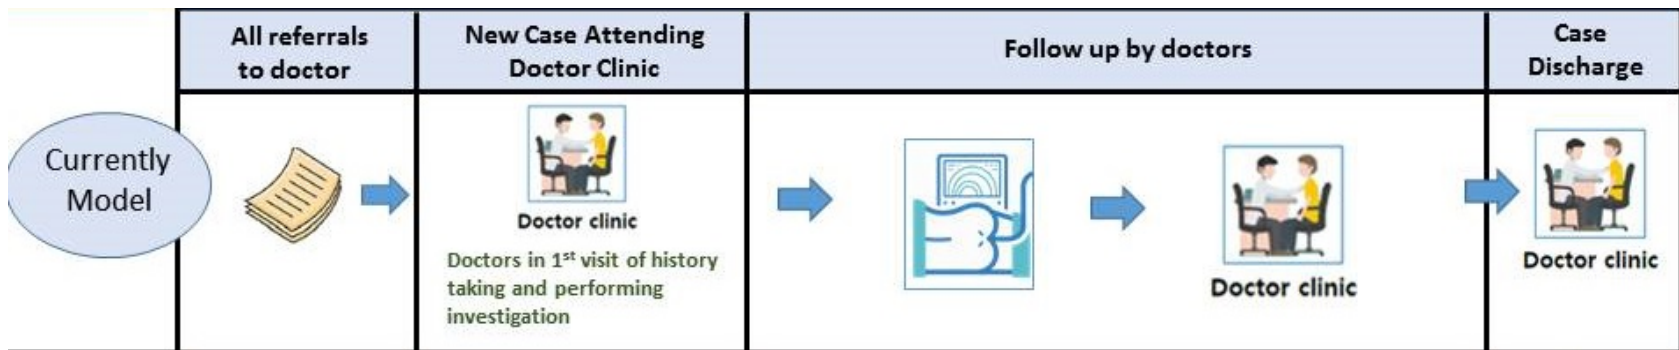 All referrals
to doctor
New Case Attending
Doctor Clinic
Follow up by doctors
Case
Discharge
Currently
Model
Doctor clinic
Doctors in 1st visit of history
taking and performing
investigation
Doctor clinic
Doctor clinic